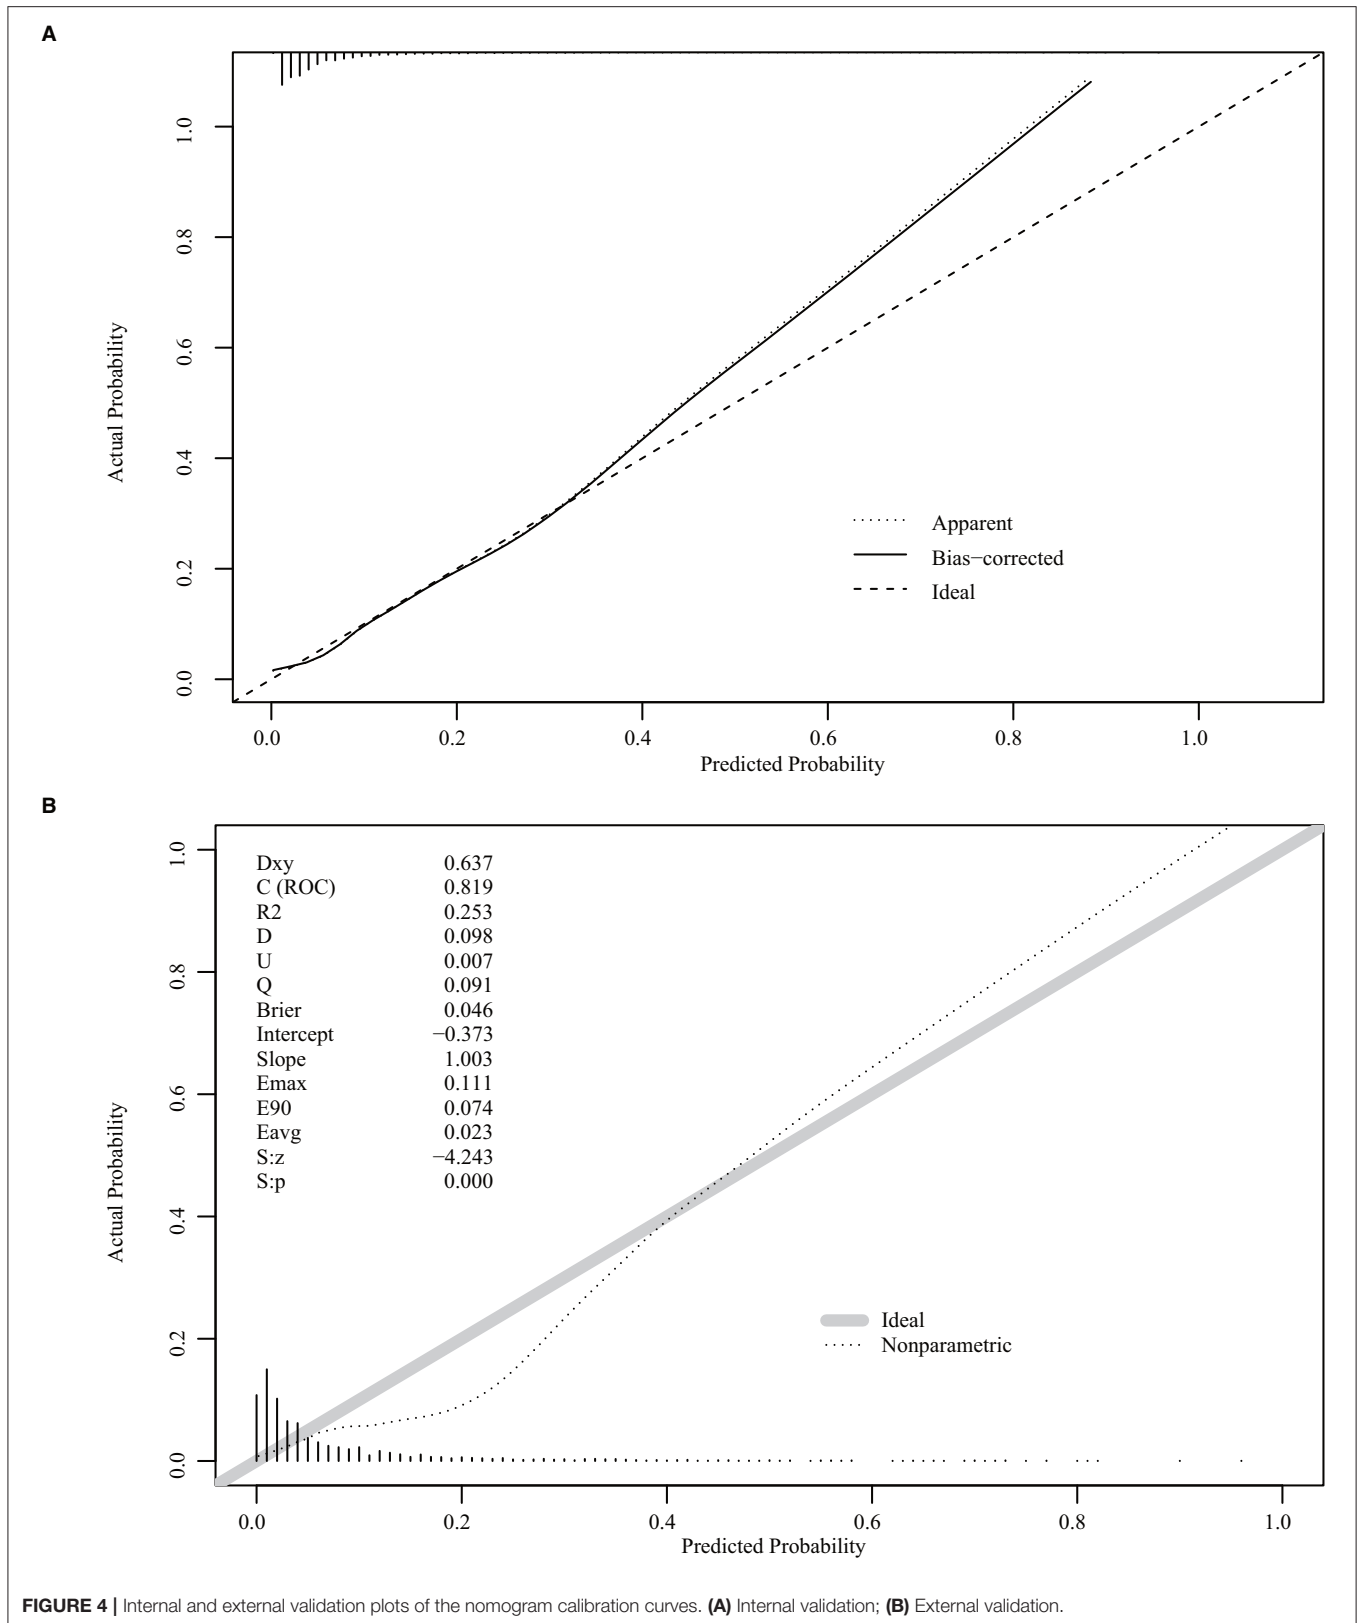 A
1.0
0.8
0.6
0.4
0.2
0.0
Actual Probability
Apparent
Bias−corrected
Ideal
0.0 0.2 0.4 0.6 0.8 1.0
Predicted Probability
B
1.0
0.8
0.6
0.4
0.2
0.0
Actual Probability
Dxy 0.637
C (ROC) 0.819
R2 0.253
D 0.098
U 0.007
Q 0.091
Brier 0.046
Intercept −0.373
Slope 1.003
Emax 0.111
E90 0.074
Eavg 0.023
S:z −4.243
S:p 0.000
Ideal
Nonparametric
0.0 0.2 0.4 0.6 0.8 1.0
Predicted Probability
FIGURE 4 | Internal and external validation plots of the nomogram calibration curves. (A) Internal validation; (B) External validation.